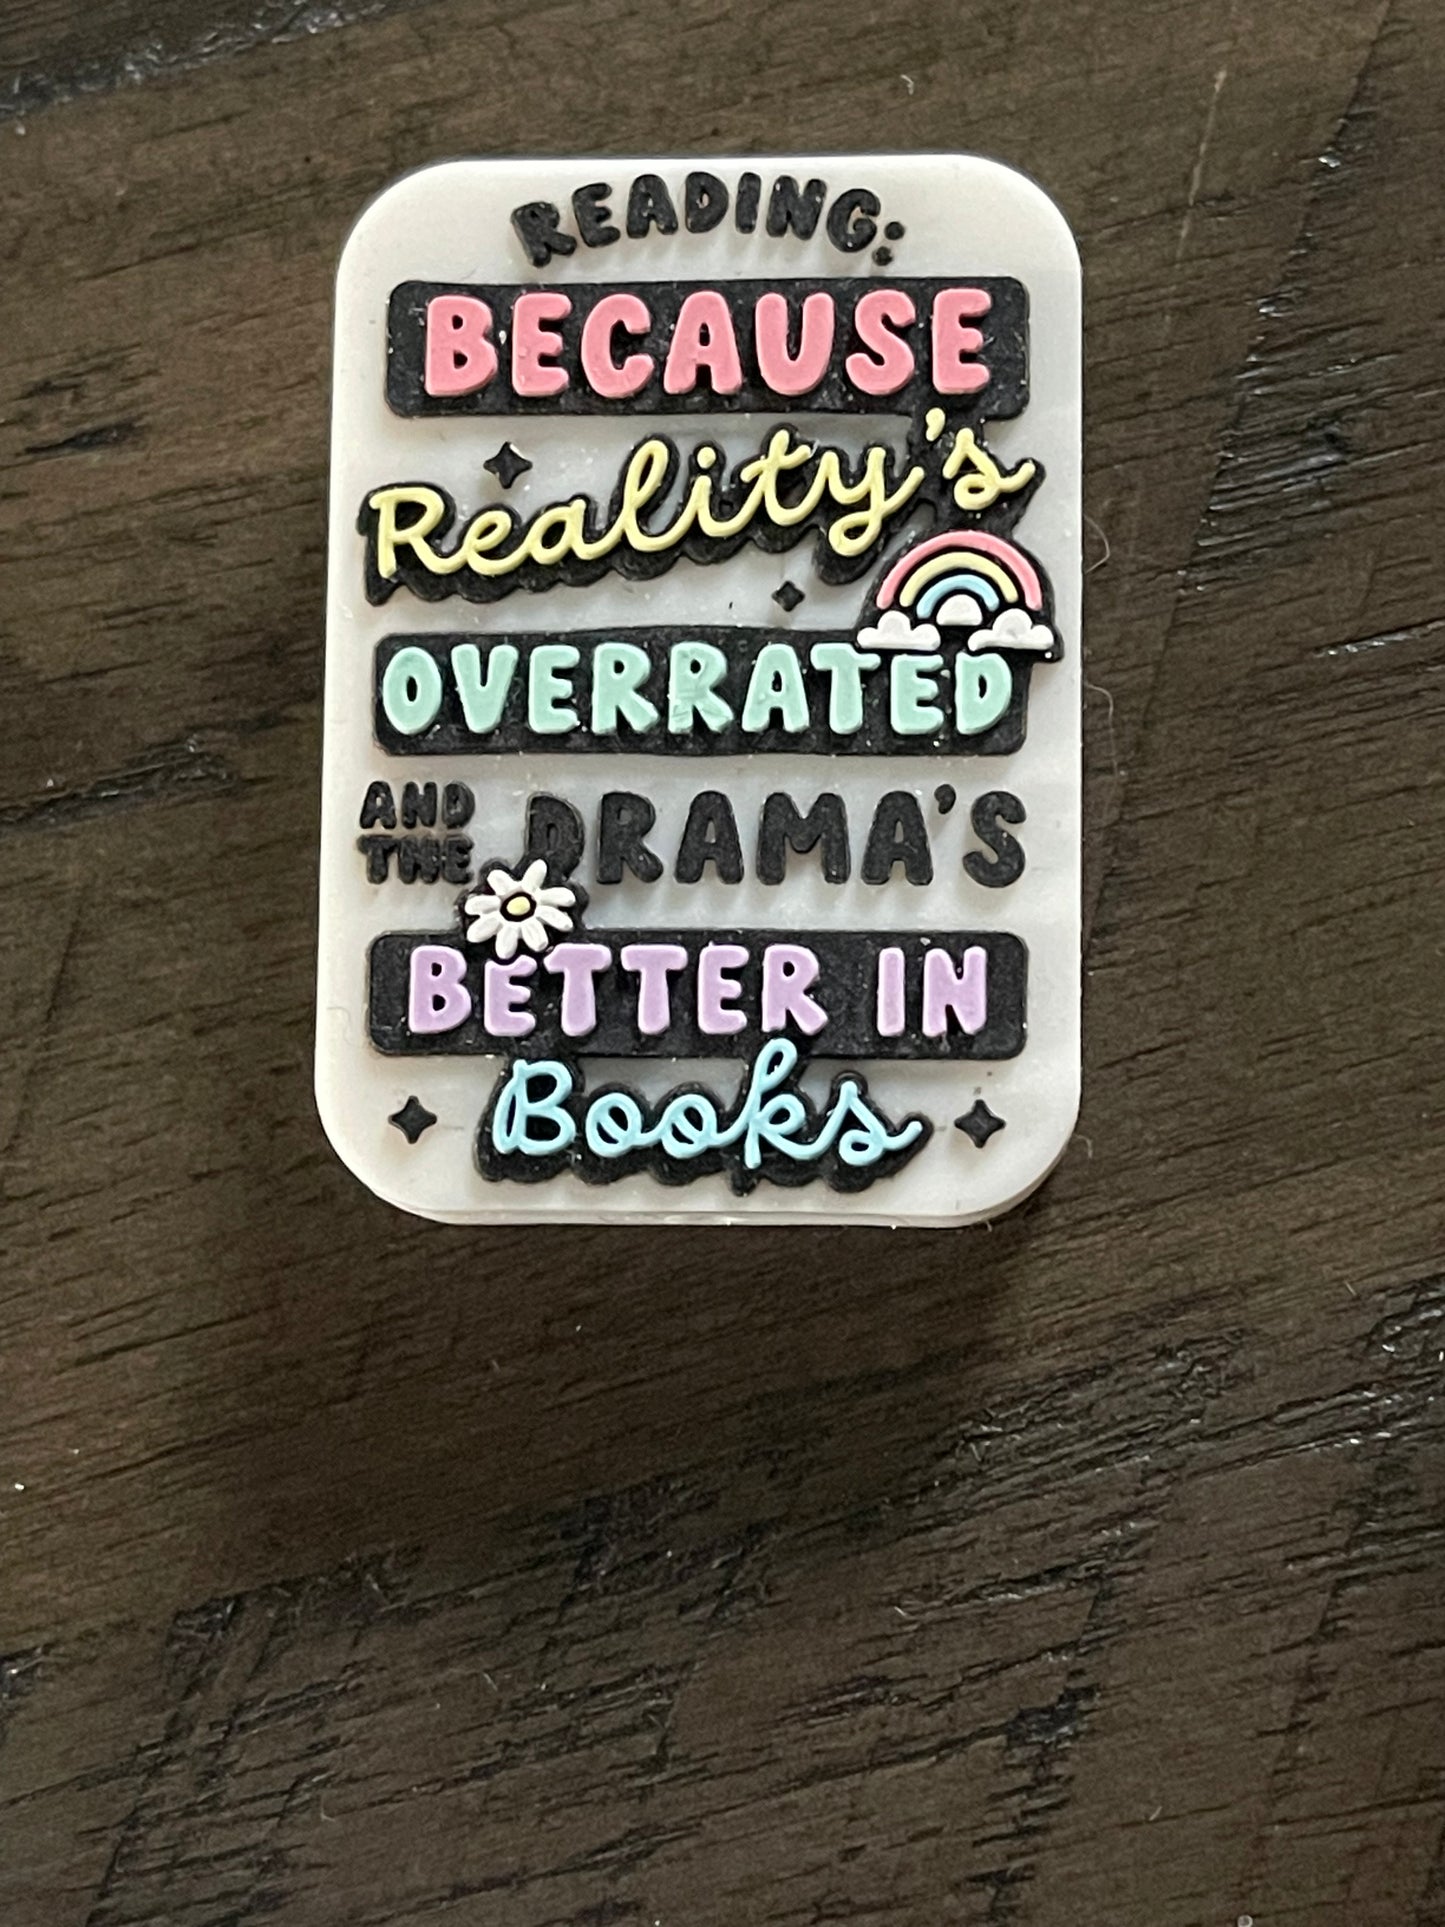 READING:
BECAUSE
Reality's
OVERRATED
AND THE DRAMA'S
BETTER IN
Books